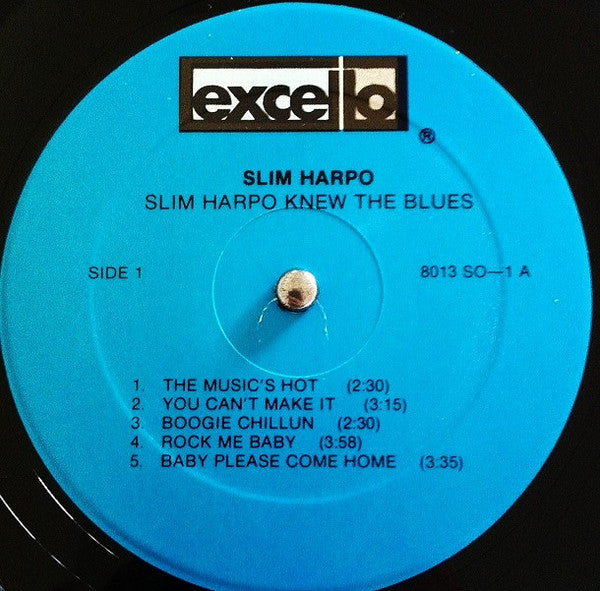 excello
®
SLIM HARPO
SLIM HARPO KNEW THE BLUES
SIDE 1
8013 SO—1 A
1. THE MUSIC'S HOT (2:30)
2. YOU CAN'T MAKE IT (3:15)
3. BOOGIE CHILLUN (2:30)
4. ROCK ME BABY (3:58)
5. BABY PLEASE COME HOME (3:35)